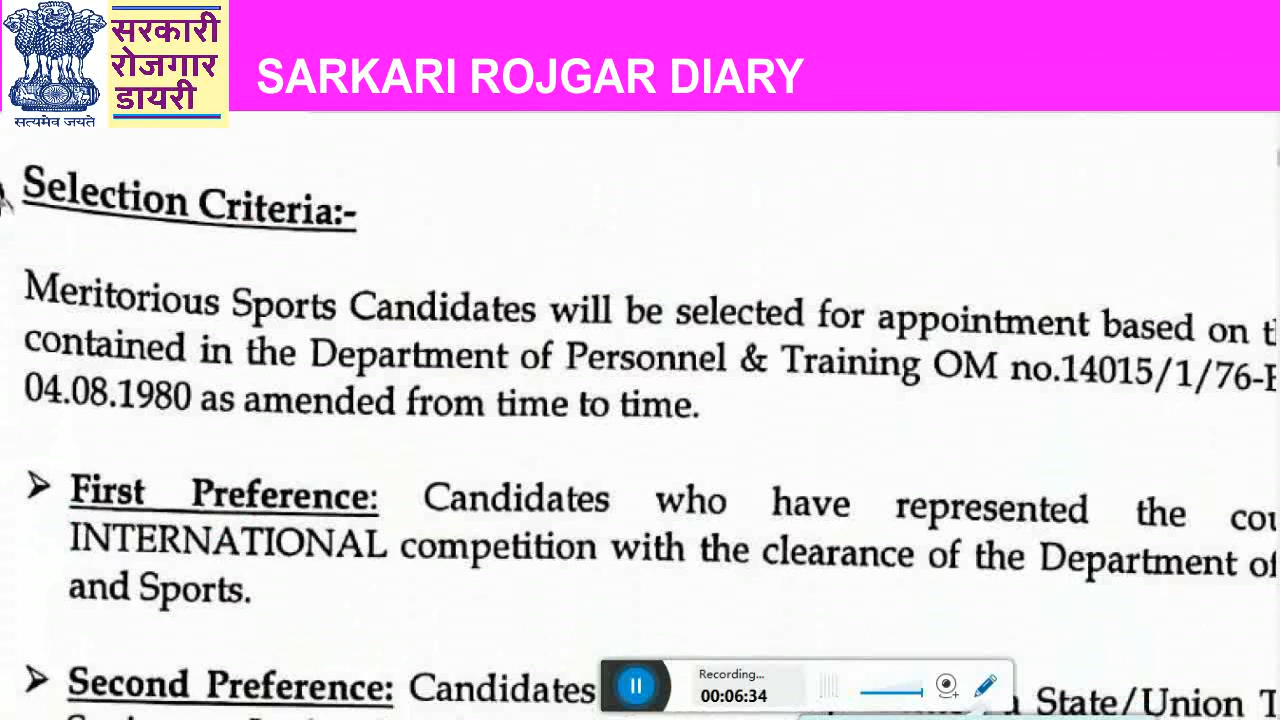 सरकारी
रोजगार
डायरी
सत्यमेव जयते
SARKARI ROJGAR DIARY
Selection Criteria:-
Meritorious Sports Candidates will be selected for appointment based on
contained in the Department of Personnel & Training OM no.14015/1/76-
04.08.1980 as amended from time to time.
➤ First Preference: Candidates who have represented the
INTERNATIONAL competition with the clearance of the Department of
and Sports.
➤ Second Preference: Candidates State/Union T
Recording...
00:06:34